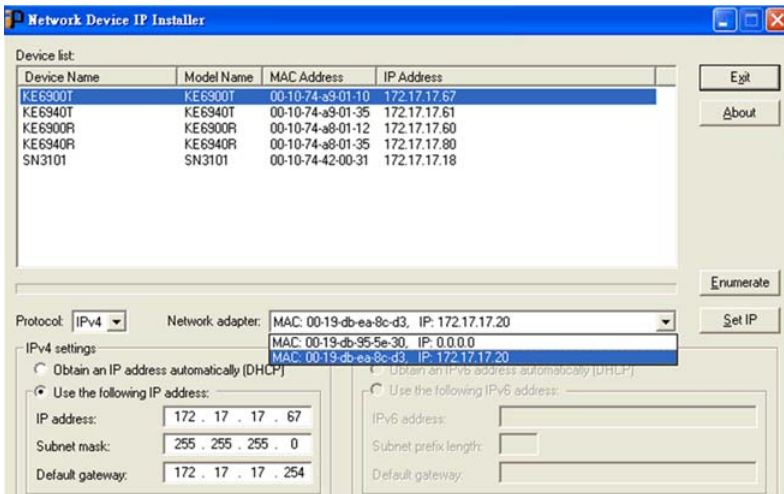 Network Device IP Installer
Device list:
Device Name Model Name MAC Address IP Address
KE6900T KE6900T 00-10-74-a9-01-10 172.17.17.67
KE6940T KE6940T 00-10-74-a9-01-35 172.17.17.61
KE6900R KE6900R 00-10-74-a8-01-12 172.17.17.60
KE6940R KE6940R 00-10-74-a8-01-35 172.17.17.80
SN3101 SN3101 00-10-74-42-00-31 172.17.17.18
Exit
About
Enumerate
Protocol: IPv4 Network adapter: MAC: 00-19-db-ea-8c-d3, IP: 172.17.17.20 Set IP
MAC: 00-19-db-95-5e-30, IP: 0.0.0.0
MAC: 00-19-db-ea-8c-d3, IP: 172.17.17.20
IPv4 settings
Obtain an IP address automatically (DHCP) Obtain an IPv6 address automatically (DHCP)
Use the following IP address: Use the following IPv6 address:
IP address: 172 . 17 . 17 . 67 IPv6 address:
Subnet mask: 255 . 255 . 255 . 0 Subnet prefix length:
Default gateway: 172 . 17 . 17 . 254 Default gateway: